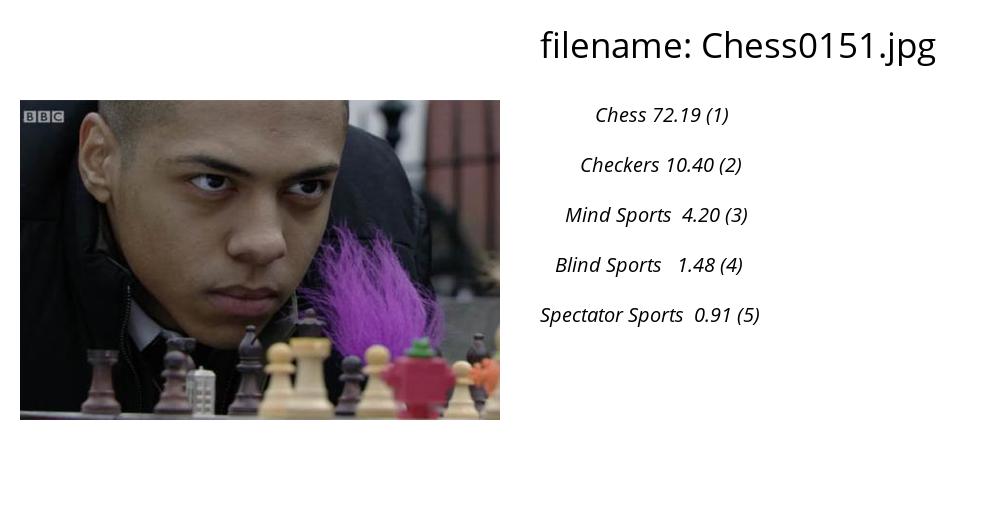 filename: Chess0151.jpg
BBC
Chess 72.19 (1)
Checkers 10.40 (2)
Mind Sports 4.20 (3)
Blind Sports 1.48 (4)
Spectator Sports 0.91 (5)